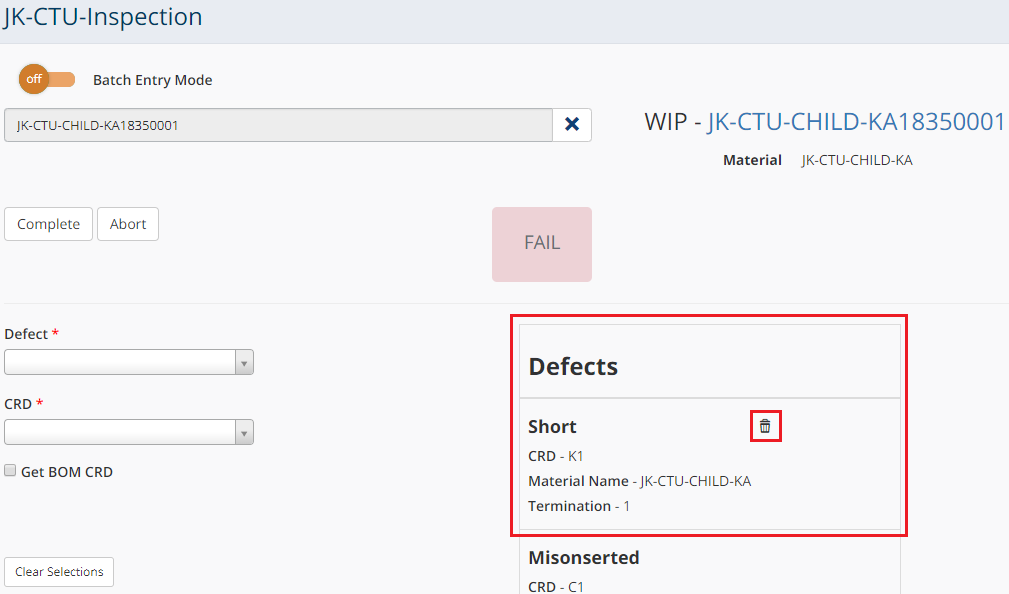 JK-CTU-Inspection
off
Batch Entry Mode
JK-CTU-CHILD-KA18350001
WIP - JK-CTU-CHILD-KA18350001
Material JK-CTU-CHILD-KA
Complete
Abort
FAIL
Defect *
CRD *
Get BOM CRD
Clear Selections
Defects
Short
CRD - K1
Material Name - JK-CTU-CHILD-KA
Termination - 1
Misonserted
CRD - C1